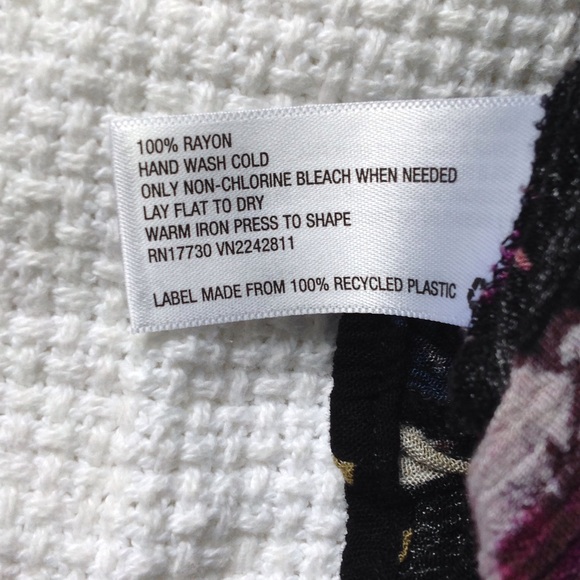 100% RAYON
HAND WASH COLD
ONLY NON-CHLORINE BLEACH WHEN NEEDED
LAY FLAT TO DRY
WARM IRON PRESS TO SHAPE
RN17730 VN2242811
LABEL MADE FROM 100% RECYCLED PLASTIC